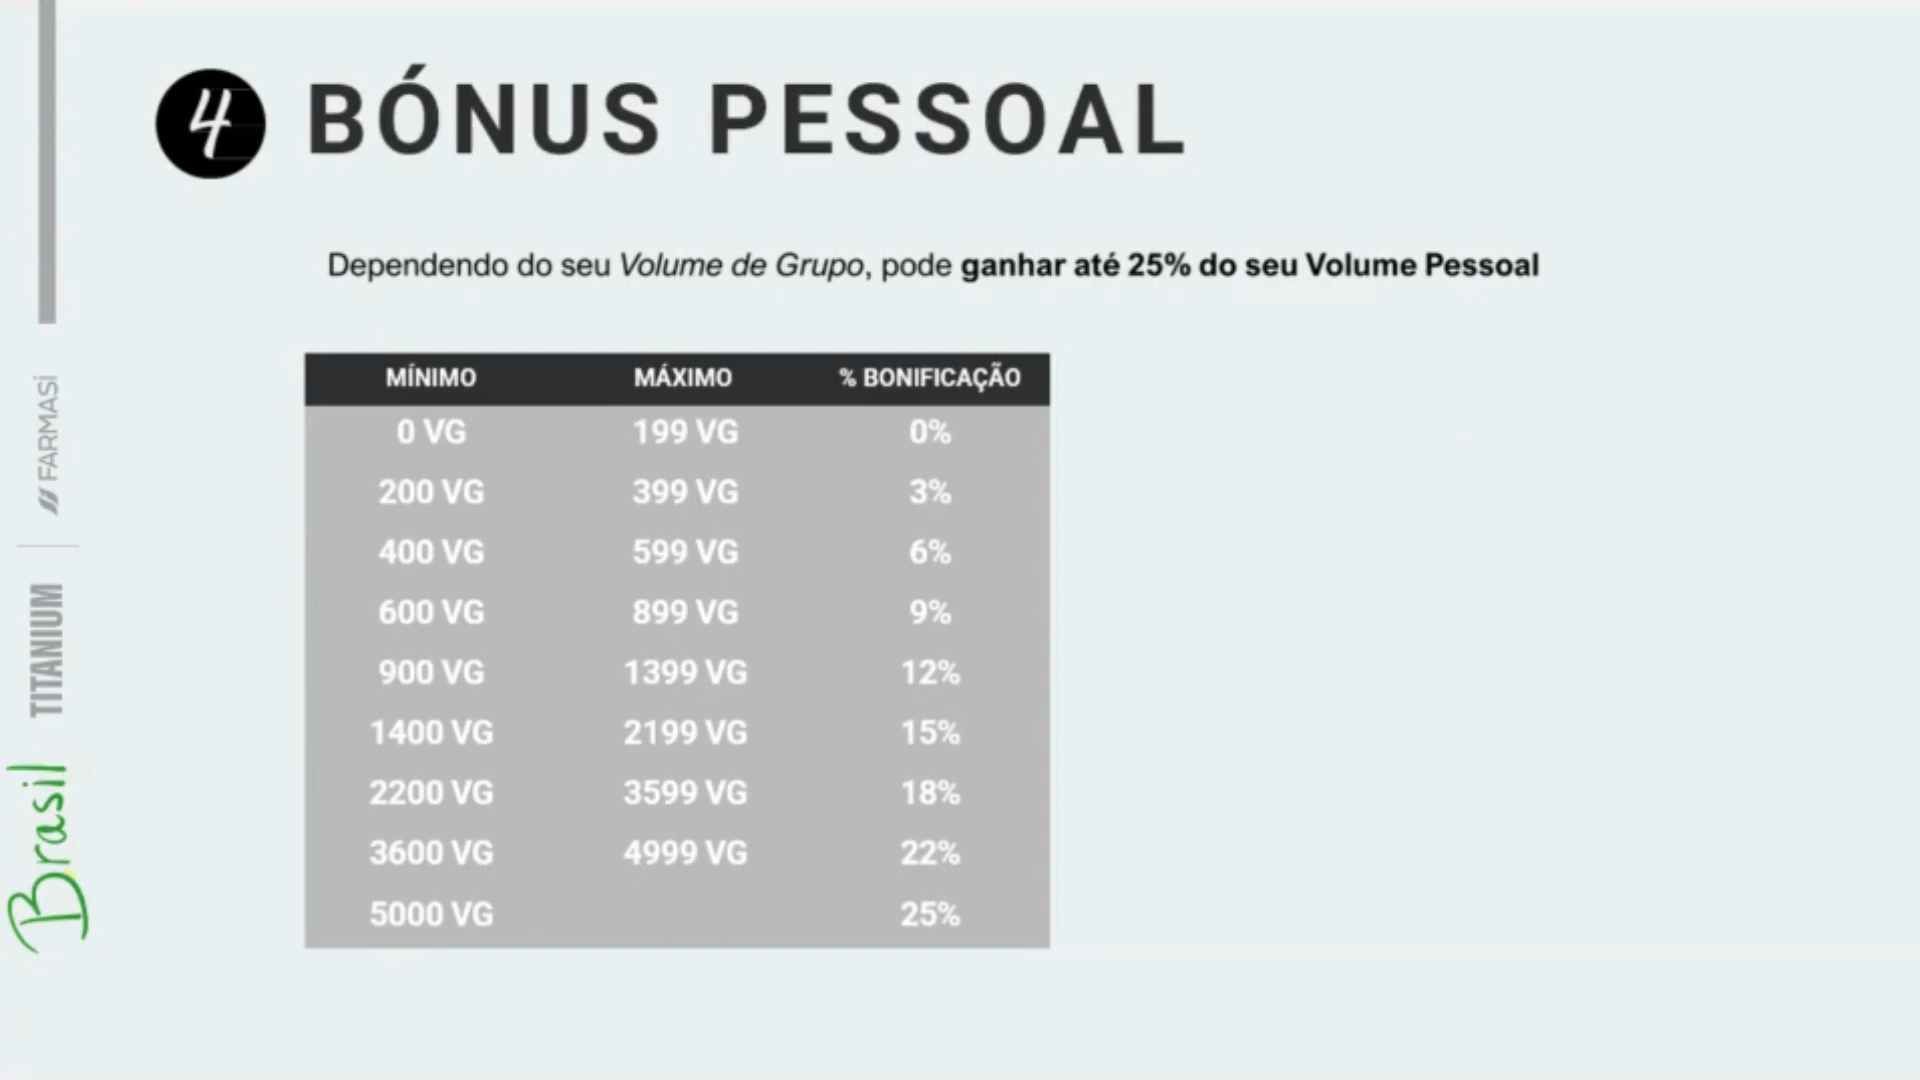 4 BÓNUS PESSOAL
Dependendo do seu Volume de Grupo, pode ganhar até 25% do seu Volume Pessoal
MÍNIMO MÁXIMO % BONIFICAÇÃO
0 VG 199 VG 0%
200 VG 399 VG 3%
400 VG 599 VG 6%
600 VG 899 VG 9%
900 VG 1399 VG 12%
1400 VG 2199 VG 15%
2200 VG 3599 VG 18%
3600 VG 4999 VG 22%
5000 VG 25%
Brasil TITANIUM FARMASi